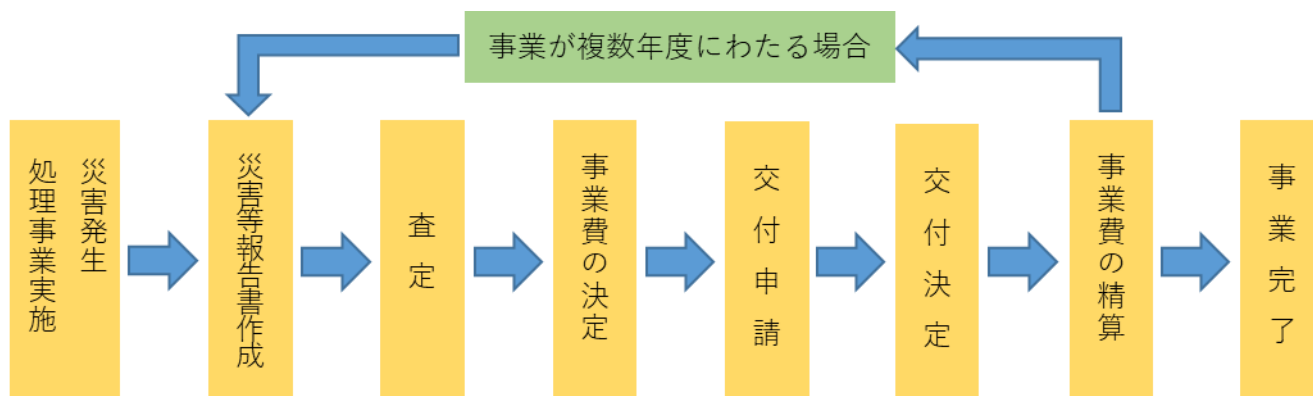 事業が複数年度にわたる場合
災害発生
処理事業実施
災害等報告書作成
査定
事業費の決定
交付申請
交付決定
事業費の精算
事業完了